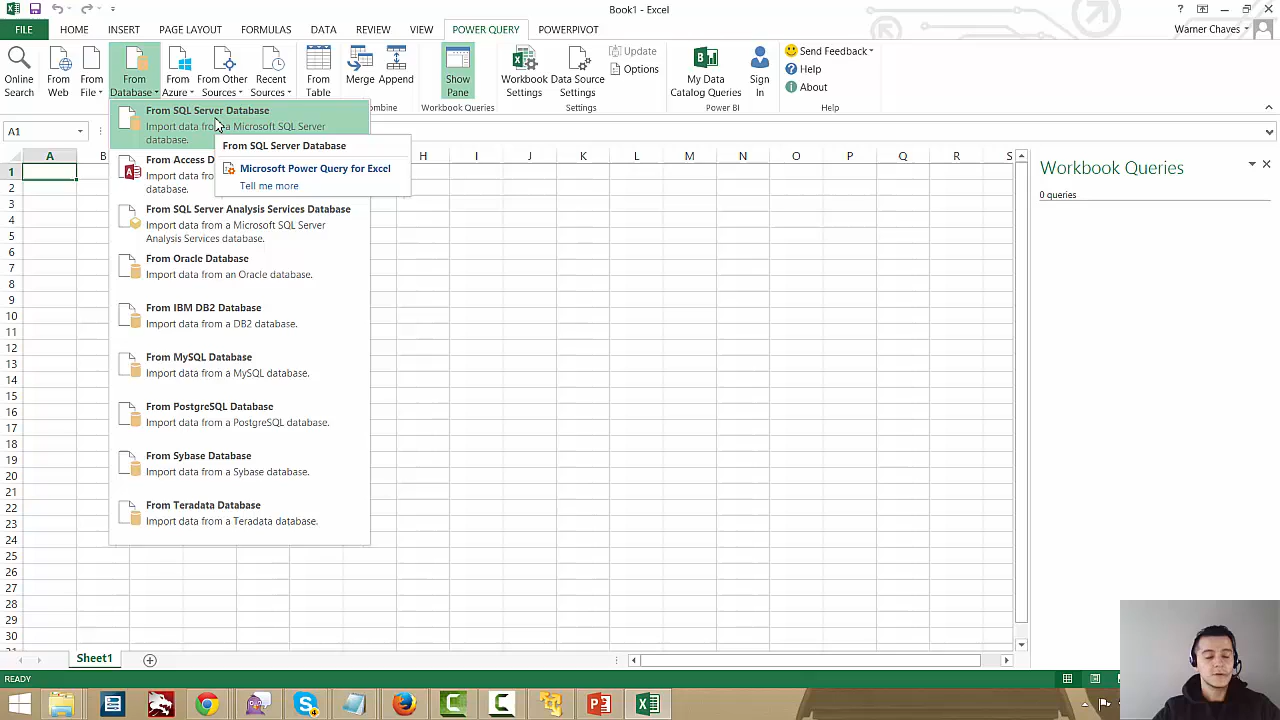 Book1 - Excel
?
FILE HOME INSERT PAGE LAYOUT FORMULAS DATA REVIEW VIEW POWER QUERY POWERPIVOT
Warner Chaves
Online Search
From Web
From File
From Database
From Azure
From Other Sources
Recent Sources
From Table
Merge
Append
Show Pane
Workbook Settings
Data Source Settings
Update
Options
My Data Catalog Queries
Sign In
Send Feedback
Help
About
Workbook Queries
Settings
Power BI
Help
A1
From SQL Server Database
Import data from a Microsoft SQL Server
database.
From SQL Server Database
Microsoft Power Query for Excel
Tell me more
From Access D
Import data fro
database.
From SQL Server Analysis Services Database
Import data from a Microsoft SQL Server
Analysis Services database.
From Oracle Database
Import data from an Oracle database.
From IBM DB2 Database
Import data from a DB2 database.
From MySQL Database
Import data from a MySQL database.
From PostgreSQL Database
Import data from a PostgreSQL database.
From Sybase Database
Import data from a Sybase database.
From Teradata Database
Import data from a Teradata database.
A B H I J K L M N O P Q R S
1
2
3
4
5
6
7
8
9
10
11
12
13
14
15
16
17
18
19
20
21
22
23
24
25
26
27
28
29
30
Workbook Queries
0 queries
Sheet1
READY